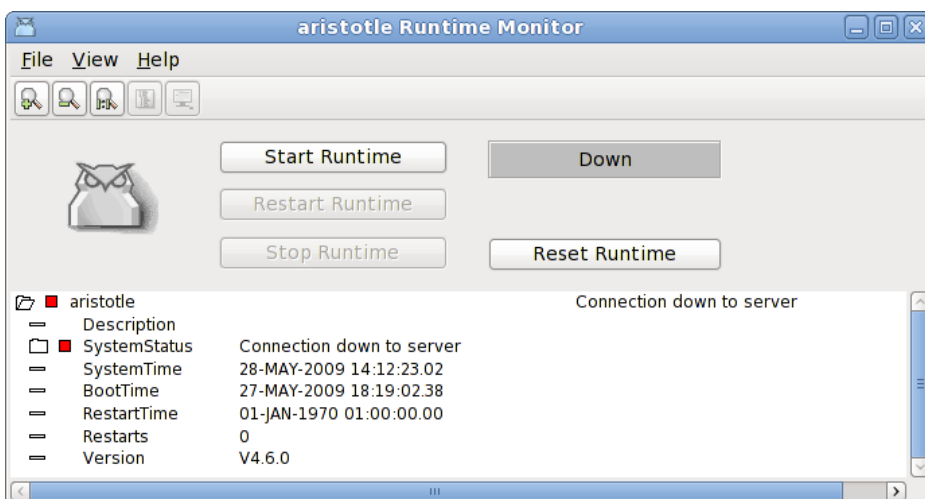 aristotle Runtime Monitor
File View Help
Start Runtime
Down
Restart Runtime
Stop Runtime
Reset Runtime
aristotle Connection down to server
Description
SystemStatus Connection down to server
SystemTime 28-MAY-2009 14:12:23.02
BootTime 27-MAY-2009 18:19:02.38
RestartTime 01-JAN-1970 01:00:00.00
Restarts 0
Version V4.6.0